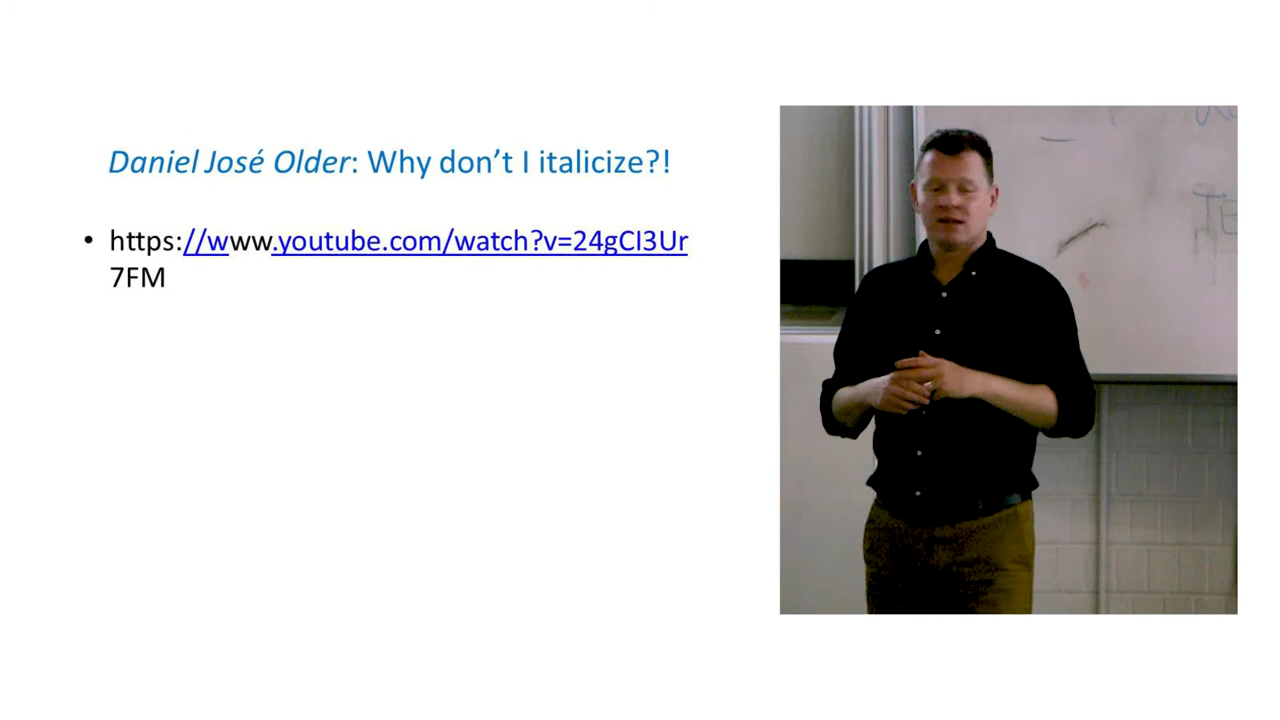 Daniel José Older: Why don’t I italicize?!
• https://www.youtube.com/watch?v=24gCI3Ur
7FM